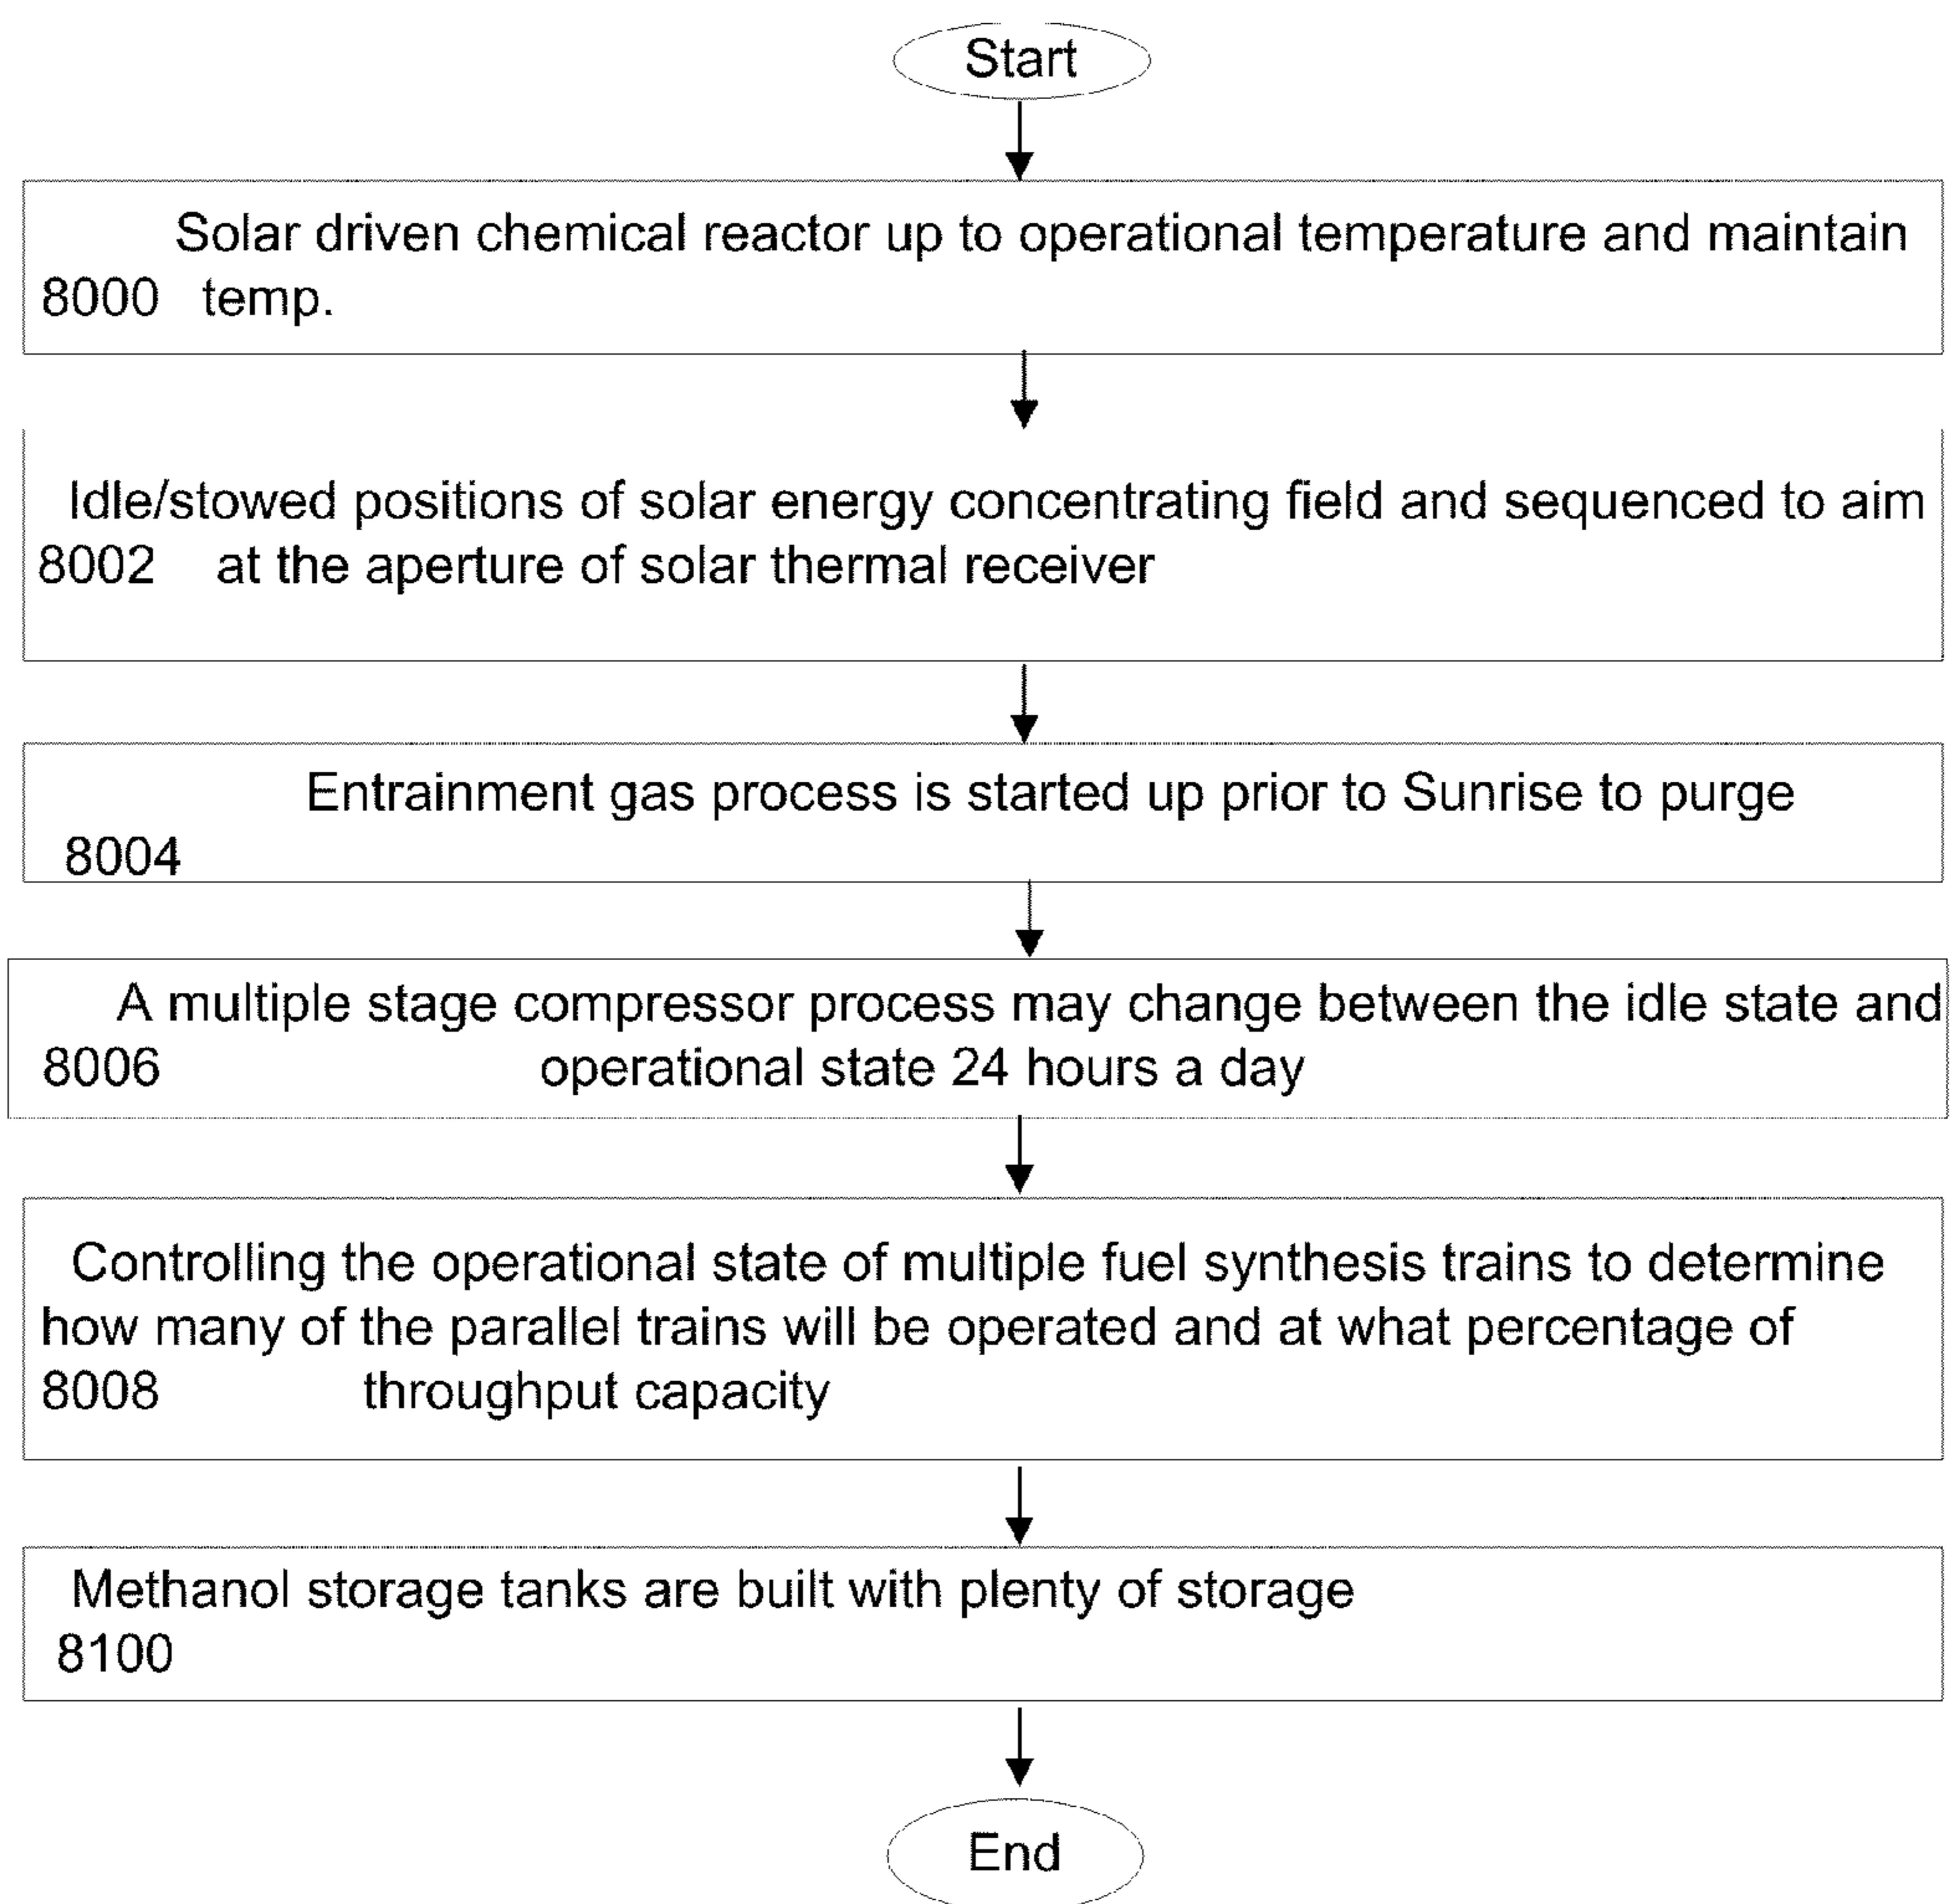 Start
Solar driven chemical reactor up to operational temperature and maintain
8000 temp.
Idle/stowed positions of solar energy concentrating field and sequenced to aim
8002 at the aperture of solar thermal receiver
Entrainment gas process is started up prior to Sunrise to purge
8004
A multiple stage compressor process may change between the idle state and
8006 operational state 24 hours a day
Controlling the operational state of multiple fuel synthesis trains to determine
how many of the parallel trains will be operated and at what percentage of
8008 throughput capacity
Methanol storage tanks are built with plenty of storage
8100
End